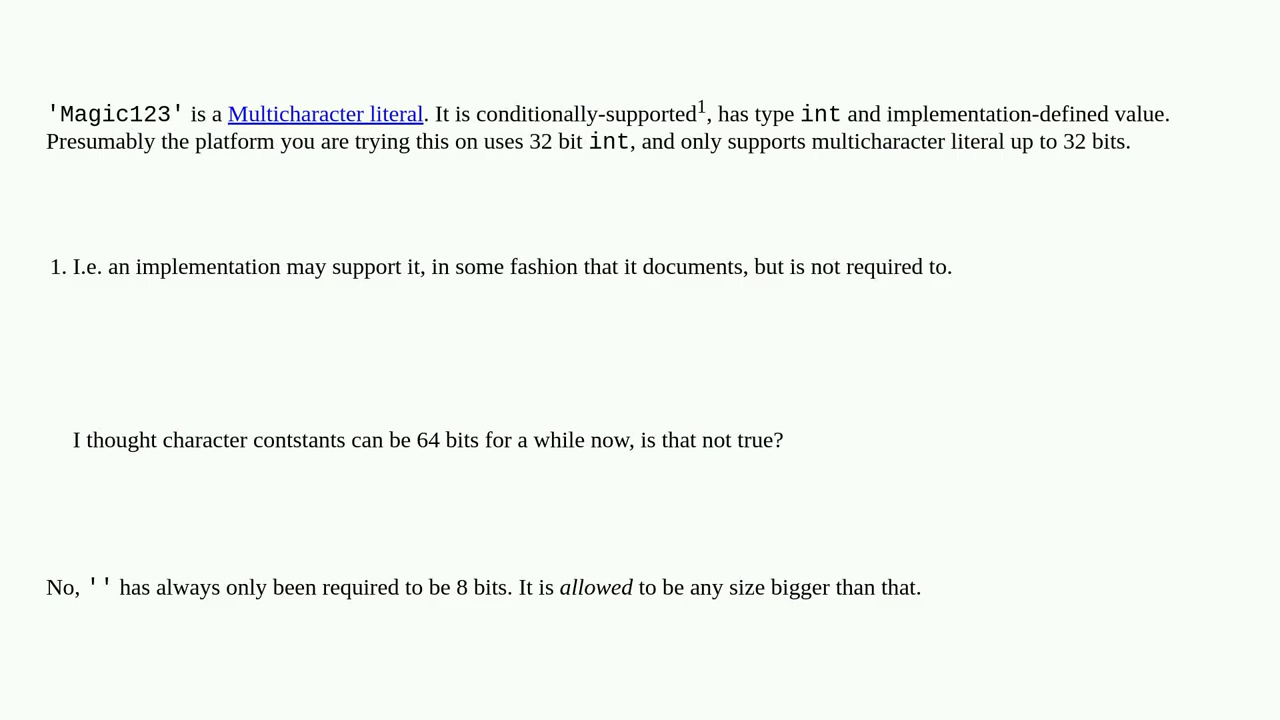 'Magic123' is a Multicharacter literal. It is conditionally-supported1, has type int and implementation-defined value.
Presumably the platform you are trying this on uses 32 bit int, and only supports multicharacter literal up to 32 bits.
1. I.e. an implementation may support it, in some fashion that it documents, but is not required to.
I thought character contstants can be 64 bits for a while now, is that not true?
No, '' has always only been required to be 8 bits. It is allowed to be any size bigger than that.